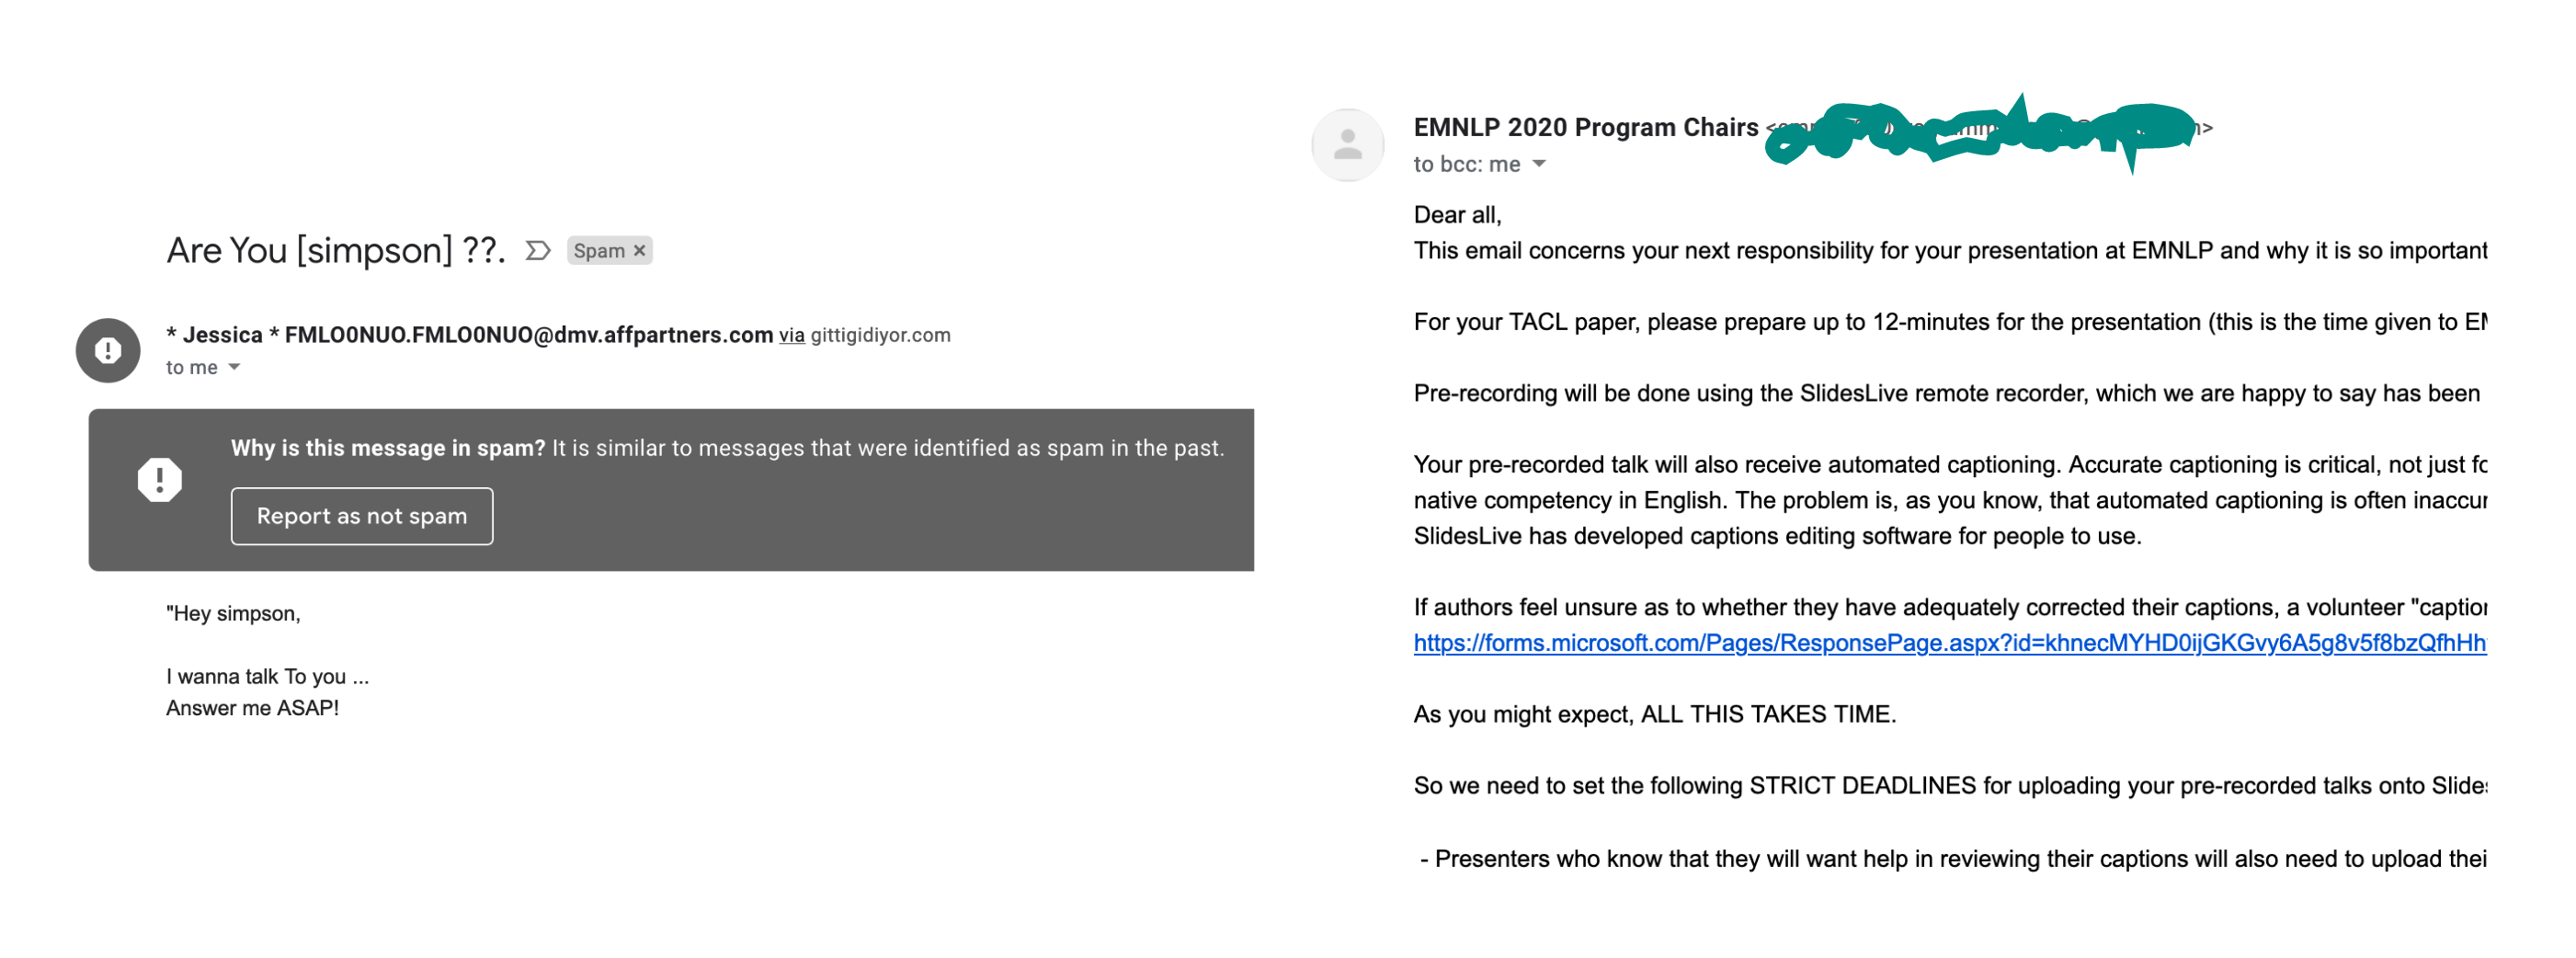 Are You [simpson] ??.
Spam ×
* Jessica * FMLO0NUO.FMLO0NUO@dmv.affpartners.com via gittigidiyor.com
to me
Why is this message in spam? It is similar to messages that were identified as spam in the past.
Report as not spam
"Hey simpson,
I wanna talk To you ...
Answer me ASAP!
EMNLP 2020 Program Chairs
to bcc: me
Dear all,
This email concerns your next responsibility for your presentation at EMNLP and why it is so important
For your TACL paper, please prepare up to 12-minutes for the presentation (this is the time given to
Pre-recording will be done using the SlidesLive remote recorder, which we are happy to say has been
Your pre-recorded talk will also receive automated captioning. Accurate captioning is critical, not just
native competency in English. The problem is, as you know, that automated captioning is often
SlidesLive has developed captions editing software for people to use.
If authors feel unsure as to whether they have adequately corrected their captions, a volunteer
https://forms.microsoft.com/Pages/ResponsePage.aspx?id=khnecMYHD0ijGKGvy6A5g8v5f8bzQfhHh
As you might expect, ALL THIS TAKES TIME.
So we need to set the following STRICT DEADLINES for uploading your pre-recorded talks onto
- Presenters who know that they will want help in reviewing their captions will also need to upload